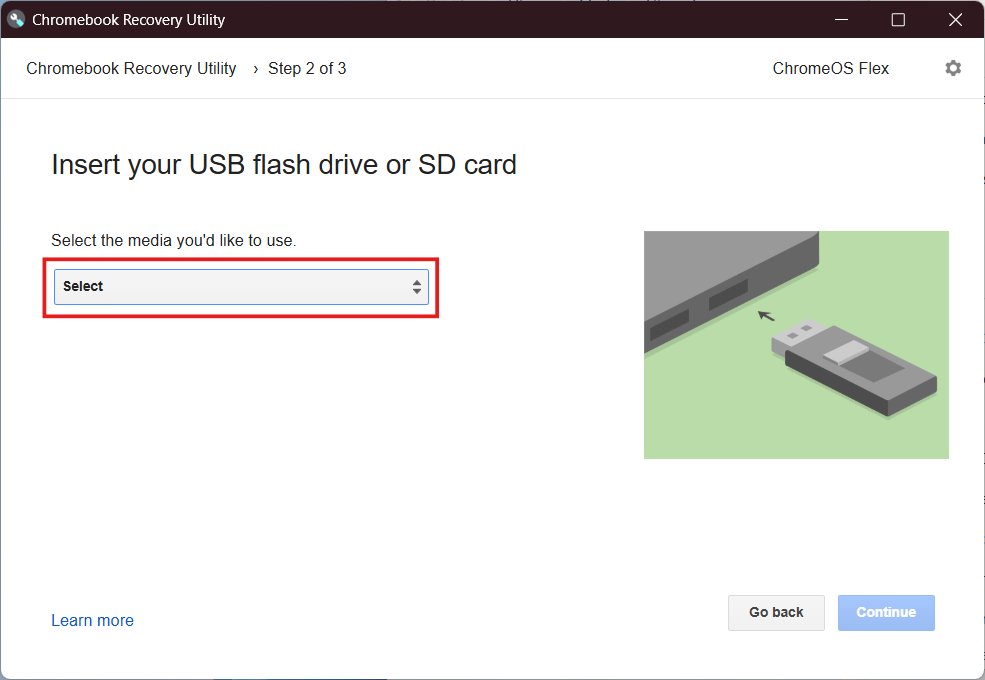 Chromebook Recovery Utility
Chromebook Recovery Utility › Step 2 of 3 ChromeOS Flex
Insert your USB flash drive or SD card
Select the media you'd like to use.
Select
Learn more Go back Continue